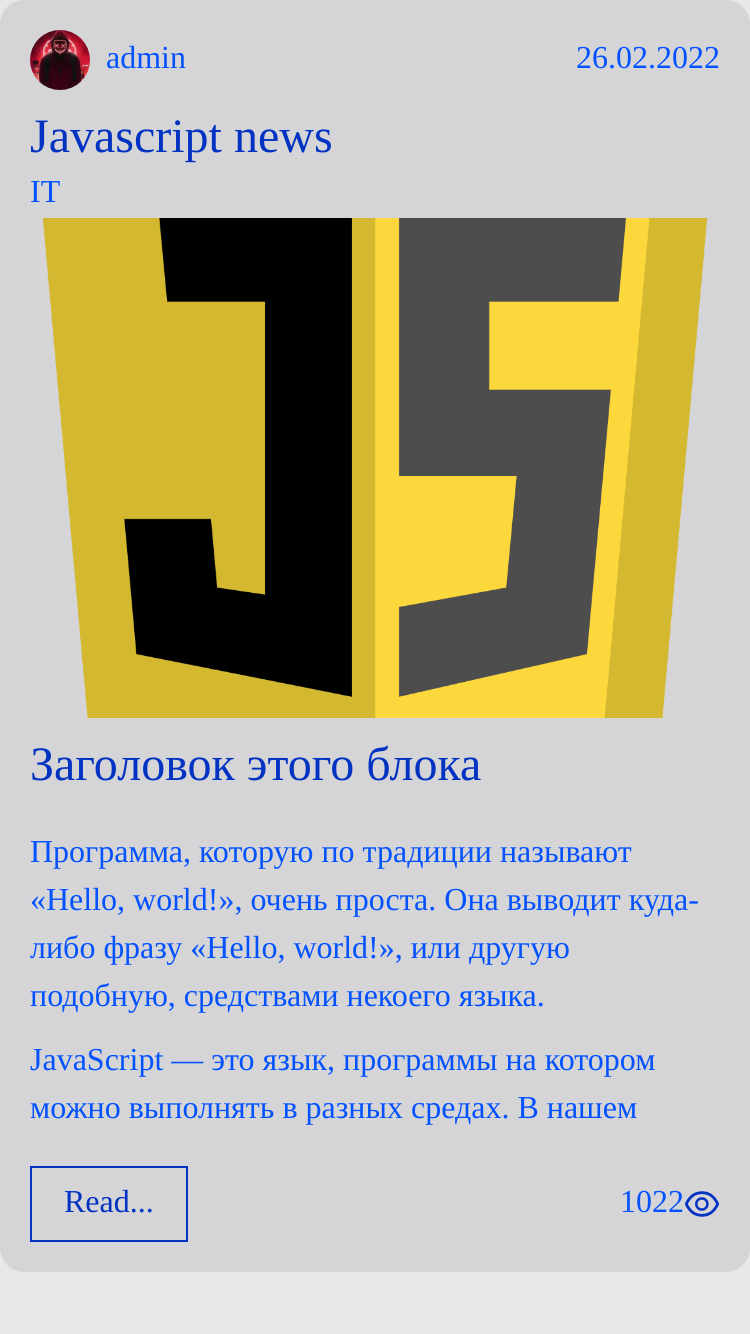 admin
26.02.2022
Javascript news
IT
JS
Заголовок этого блока
Программа, которую по традиции называют
«Hello, world!», очень проста. Она выводит куда-
либо фразу «Hello, world!», или другую
подобную, средствами некоего языка.
JavaScript — это язык, программы на котором
можно выполнять в разных средах. В нашем
Read...
1022